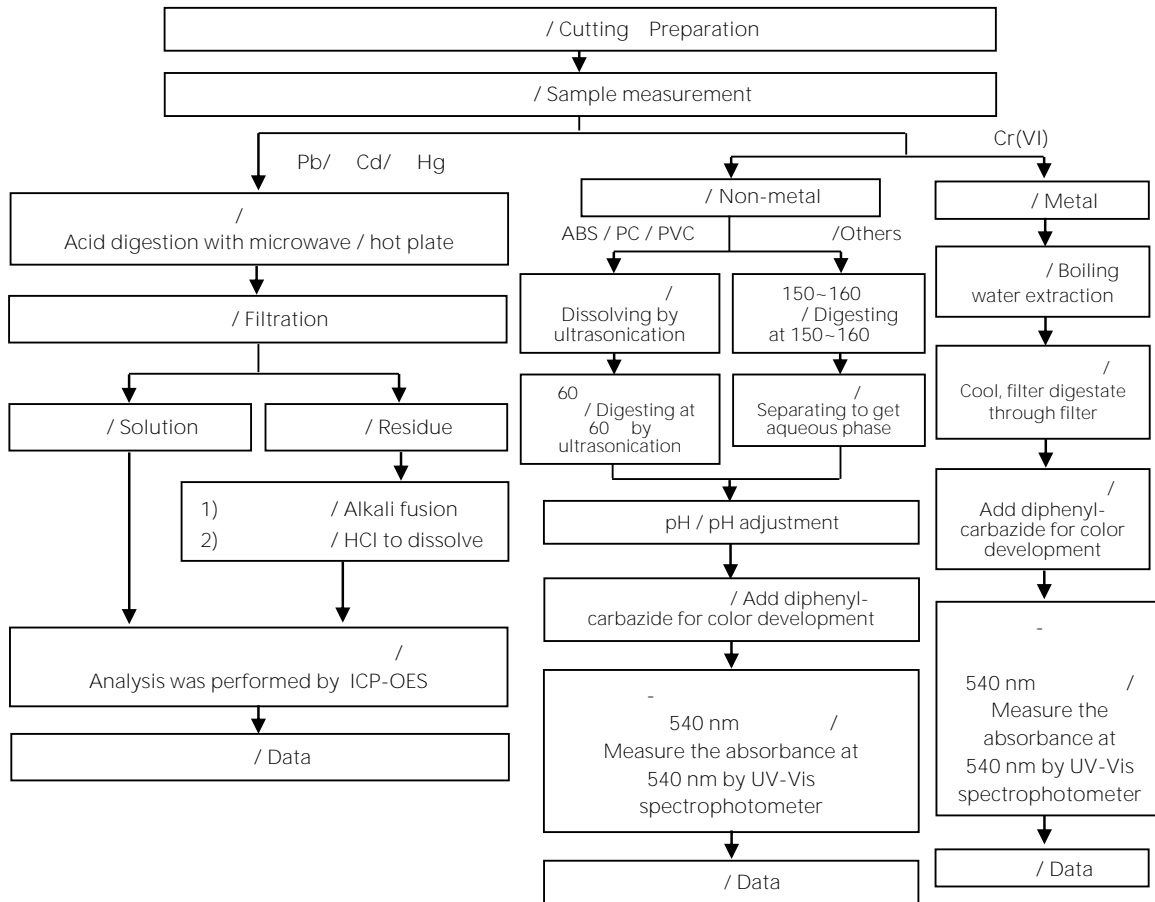 / Cutting Preparation
/ Sample measurement
Pb/ Cd/ Hg
Cr(VI)
/
Acid digestion with microwave / hot plate
/ Filtration
/ Solution
/ Residue
1) / Alkali fusion
2) / HCl to dissolve
/
Analysis was performed by ICP-OES
/ Data
/ Non-metal
ABS / PC / PVC
/Others
/
Dissolving by
ultrasonication
60
/ Digesting at
60 by
ultrasonication
150~160
/ Digesting
at 150~160
/
Separating to get
aqueous phase
pH / pH adjustment
/ Add diphenyl-
carbazide for color development
-
540 nm /
Measure the absorbance at
540 nm by UV-Vis
spectrophotometer
/ Data
/ Metal
/ Boiling
water extraction
/
Cool, filter digestate
through filter
/
Add diphenyl-
carbazide for color
development
-
540 nm /
Measure the
absorbance at
540 nm by UV-Vis
spectrophotometer
/ Data